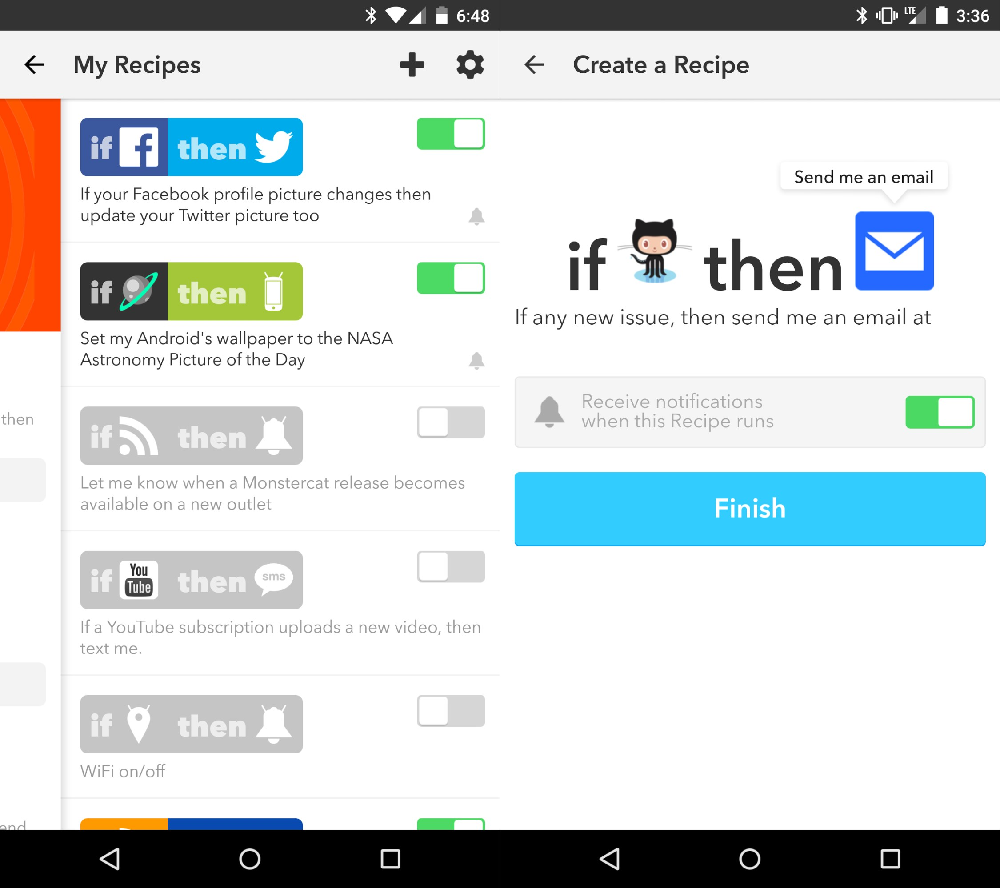 6:48
My Recipes
if f then
If your Facebook profile picture changes then
update your Twitter picture too
if then
Set my Android's wallpaper to the NASA
Astronomy Picture of the Day
then
if then
Let me know when a Monstercat release becomes
available on a new outlet
if You Tube then sms
If a YouTube subscription uploads a new video, then
text me.
if then
WiFi on/off
end
LTE 3:36
Create a Recipe
Send me an email
if then
If any new issue, then send me an email at
Receive notifications
when this Recipe runs
Finish